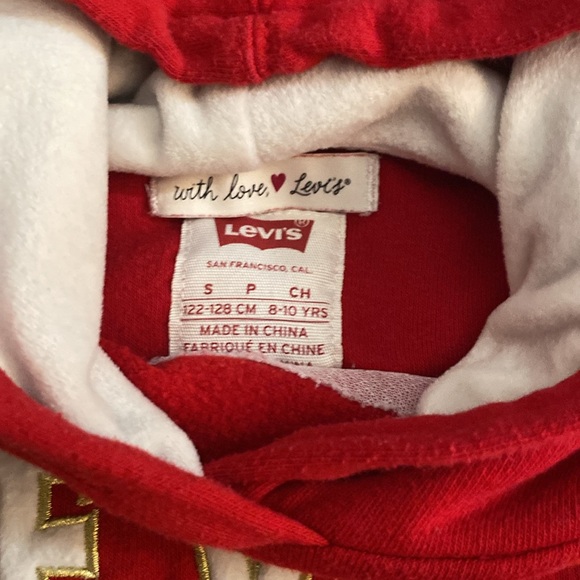 with love, ♥ Levi's®
LEVI'S®
SAN FRANCISCO, CAL.
S P CH
122-128 CM 8-10 YRS
MADE IN CHINA
FABRIQUÉ EN CHINE